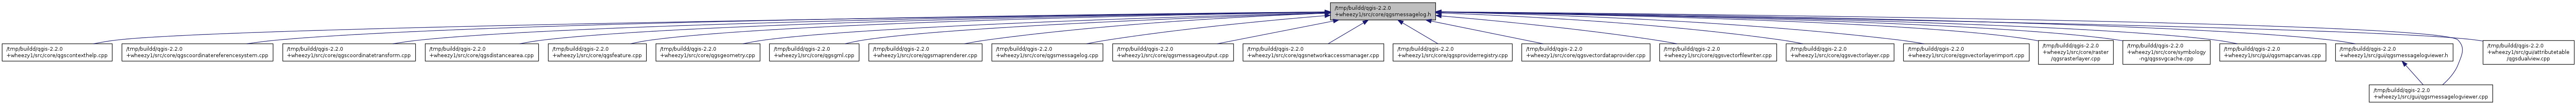 /tmp/buildd/qgis-2.2.0
+wheezy1/src/core/qgsmessagelog.h
/tmp/buildd/qgis-2.2.0
+wheezy1/src/core/qgscontexthelp.cpp
/tmp/buildd/qgis-2.2.0
+wheezy1/src/core/qgscoordinatereferencesystem.cpp
/tmp/buildd/qgis-2.2.0
+wheezy1/src/core/qgscoordinatetransform.cpp
/tmp/buildd/qgis-2.2.0
+wheezy1/src/core/qgsdistancearea.cpp
/tmp/buildd/qgis-2.2.0
+wheezy1/src/core/qgsfeature.cpp
/tmp/buildd/qgis-2.2.0
+wheezy1/src/core/qgsgeometry.cpp
/tmp/buildd/qgis-2.2.0
+wheezy1/src/core/qgsgml.cpp
/tmp/buildd/qgis-2.2.0
+wheezy1/src/core/qgsmaprenderer.cpp
/tmp/buildd/qgis-2.2.0
+wheezy1/src/core/qgsmessagelog.cpp
/tmp/buildd/qgis-2.2.0
+wheezy1/src/core/qgsmessageoutput.cpp
/tmp/buildd/qgis-2.2.0
+wheezy1/src/core/qgsnetworkaccessmanager.cpp
/tmp/buildd/qgis-2.2.0
+wheezy1/src/core/qgsproviderregistry.cpp
/tmp/buildd/qgis-2.2.0
+wheezy1/src/core/qgsvectordataprovider.cpp
/tmp/buildd/qgis-2.2.0
+wheezy1/src/core/qgsvectorfilewriter.cpp
/tmp/buildd/qgis-2.2.0
+wheezy1/src/core/qgsvectorlayer.cpp
/tmp/buildd/qgis-2.2.0
+wheezy1/src/core/qgsvectorlayerimport.cpp
/tmp/buildd/qgis-2.2.0
+wheezy1/src/core/raster
/qgsrasterlayer.cpp
/tmp/buildd/qgis-2.2.0
+wheezy1/src/core/symbology
-ng/qgssvgcache.cpp
/tmp/buildd/qgis-2.2.0
+wheezy1/src/gui/qgsmapcanvas.cpp
/tmp/buildd/qgis-2.2.0
+wheezy1/src/gui/qgsmessagelogviewer.h
/tmp/buildd/qgis-2.2.0
+wheezy1/src/gui/attributetable
/qgsdualview.cpp
/tmp/buildd/qgis-2.2.0
+wheezy1/src/gui/qgsmessagelogviewer.cpp